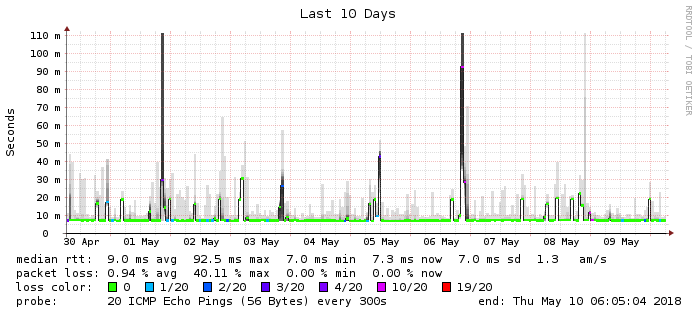 Last 10 Days
RRDTOOL / TOBI OETIKER
Seconds
110 m
100 m
90 m
80 m
70 m
60 m
50 m
40 m
30 m
20 m
10 m
0
30 Apr 01 May 02 May 03 May 04 May 05 May 06 May 07 May 08 May 09 May
median rtt: 9.0 ms avg 92.5 ms max 7.0 ms min 7.3 ms now 7.0 ms sd 1.3 am/s
packet loss: 0.94 % avg 40.11 % max 0.00 % min 0.00 % now
loss color: 0 1/20 2/20 3/20 4/20 10/20 19/20
probe: 20 ICMP Echo Pings (56 Bytes) every 300s end: Thu May 10 06:05:04 2018